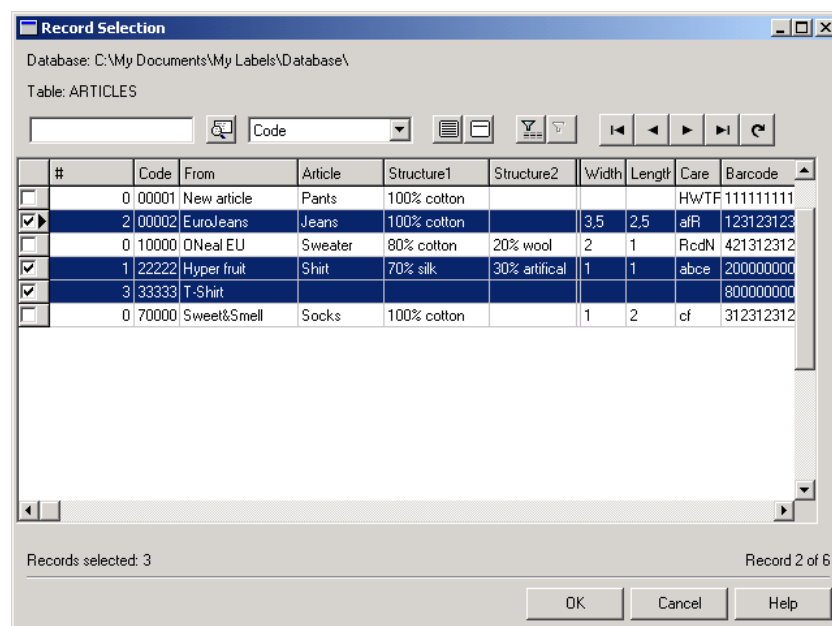 Record Selection
Database: C:\My Documents\My Labels\Database\
Table: ARTICLES
Code
# Code From Article Structure1 Structure2 Width Length Care Barcode
0 00001 New article Pants 100% cotton HWTF 111111111
2 00002 EuroJeans Jeans 100% cotton 3,5 2,5 afR 123123123
0 10000 ONeal EU Sweater 80% cotton 20% wool 2 1 RcdN 421312312
1 22222 Hyper fruit Shirt 70% silk 30% artifical 1 1 abce 200000000
3 33333 T-Shirt 800000000
0 70000 Sweet&Smell Socks 100% cotton 1 2 cf 312312312
Records selected: 3 Record 2 of 6
OK Cancel Help